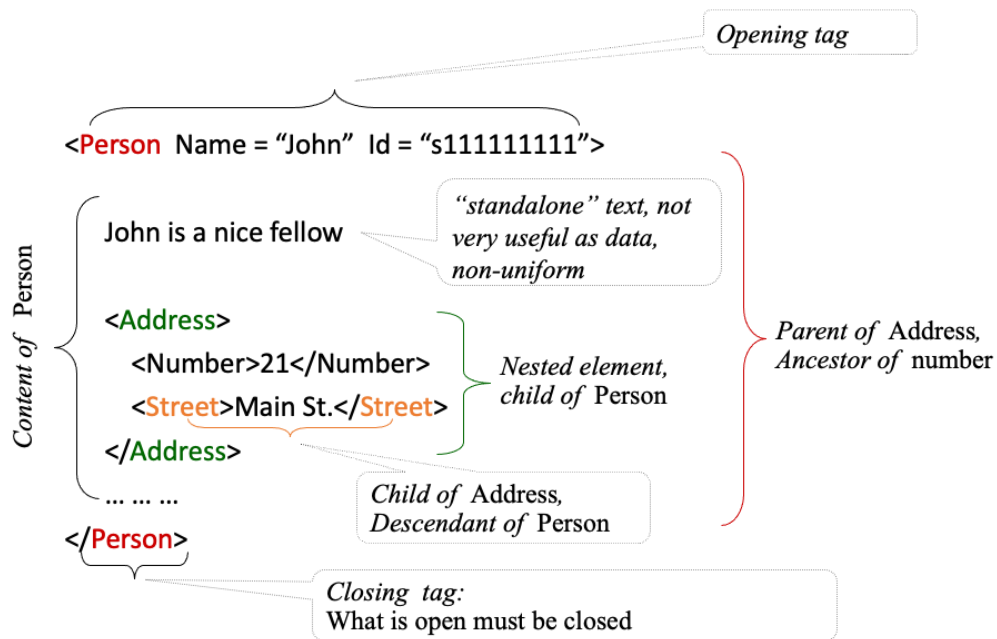 Opening tag
<Person Name = “John” Id = “s111111111”>
“standalone” text, not
very useful as data,
non-uniform
John is a nice fellow
Content of Person
<Address>
<Number>21</Number>
<Street>Main St.</Street>
</Address>
Nested element,
child of Person
Parent of Address,
Ancestor of number
... ... ...
Child of Address,
Descendant of Person
</Person>
Closing tag:
What is open must be closed